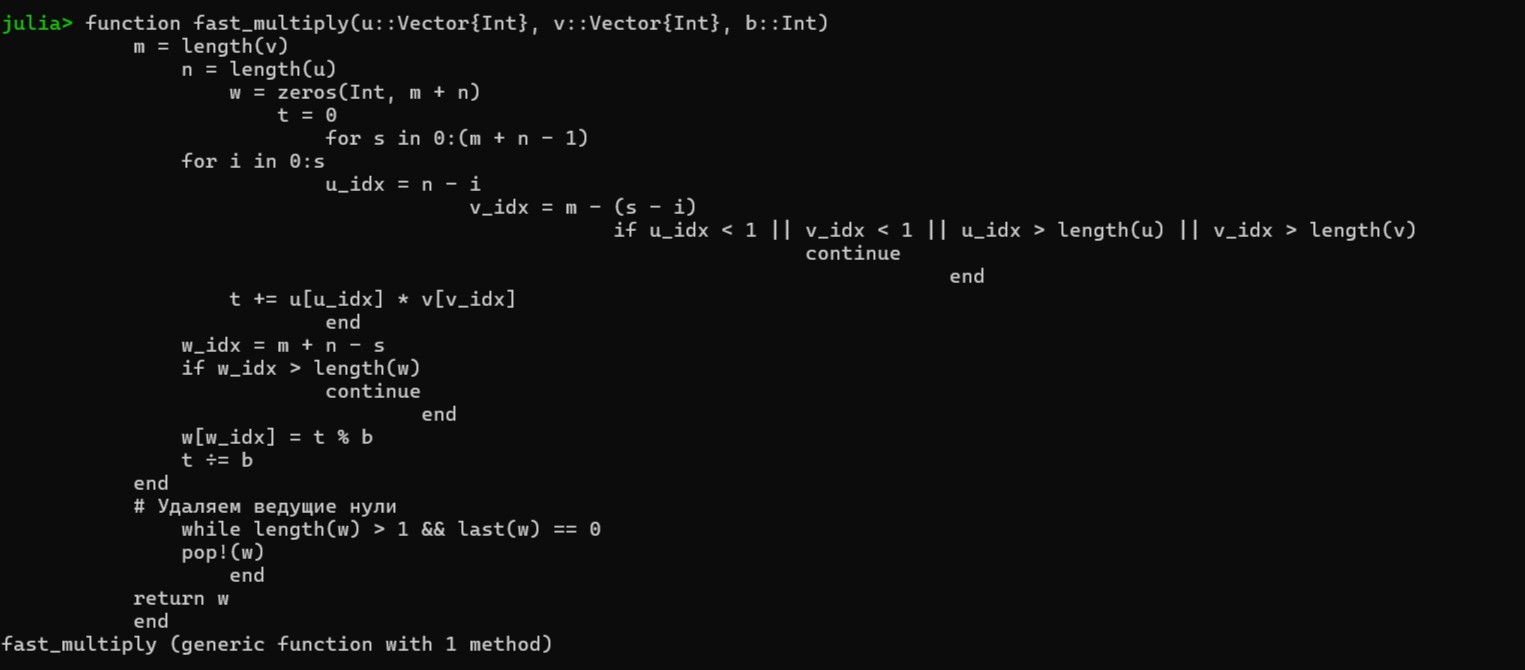 julia> function fast_multiply(u::Vector{Int}, v::Vector{Int}, b::Int)
           m = length(v)
               n = length(u)
                   w = zeros(Int, m + n)
                       t = 0
                           for s in 0:(m + n - 1)
               for i in 0:s
                           u_idx = n - i
                                       v_idx = m - (s - i)
                                                   if u_idx < 1 || v_idx < 1 || u_idx > length(u) || v_idx > length(v)
                                                                   continue
                                                                               end
                   t += u[u_idx] * v[v_idx]
                           end
               w_idx = m + n - s
               if w_idx > length(w)
                           continue
                                   end
               w[w_idx] = t % b
               t ÷= b
           end
           # Удаляем ведущие нули
               while length(w) > 1 && last(w) == 0
               pop!(w)
                   end
           return w
           end
fast_multiply (generic function with 1 method)